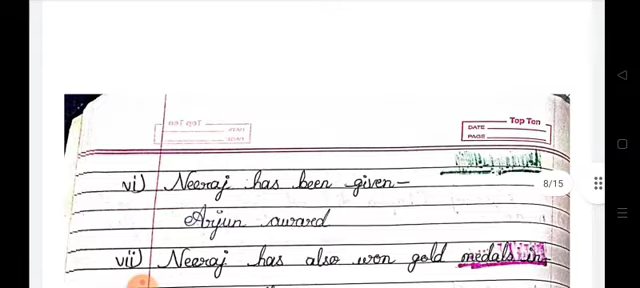 Top Ten
DATE
PAGE
8/15
vi) Neeraj has been given—
Arjun award
vii) Neeraj has also won gold medals in-